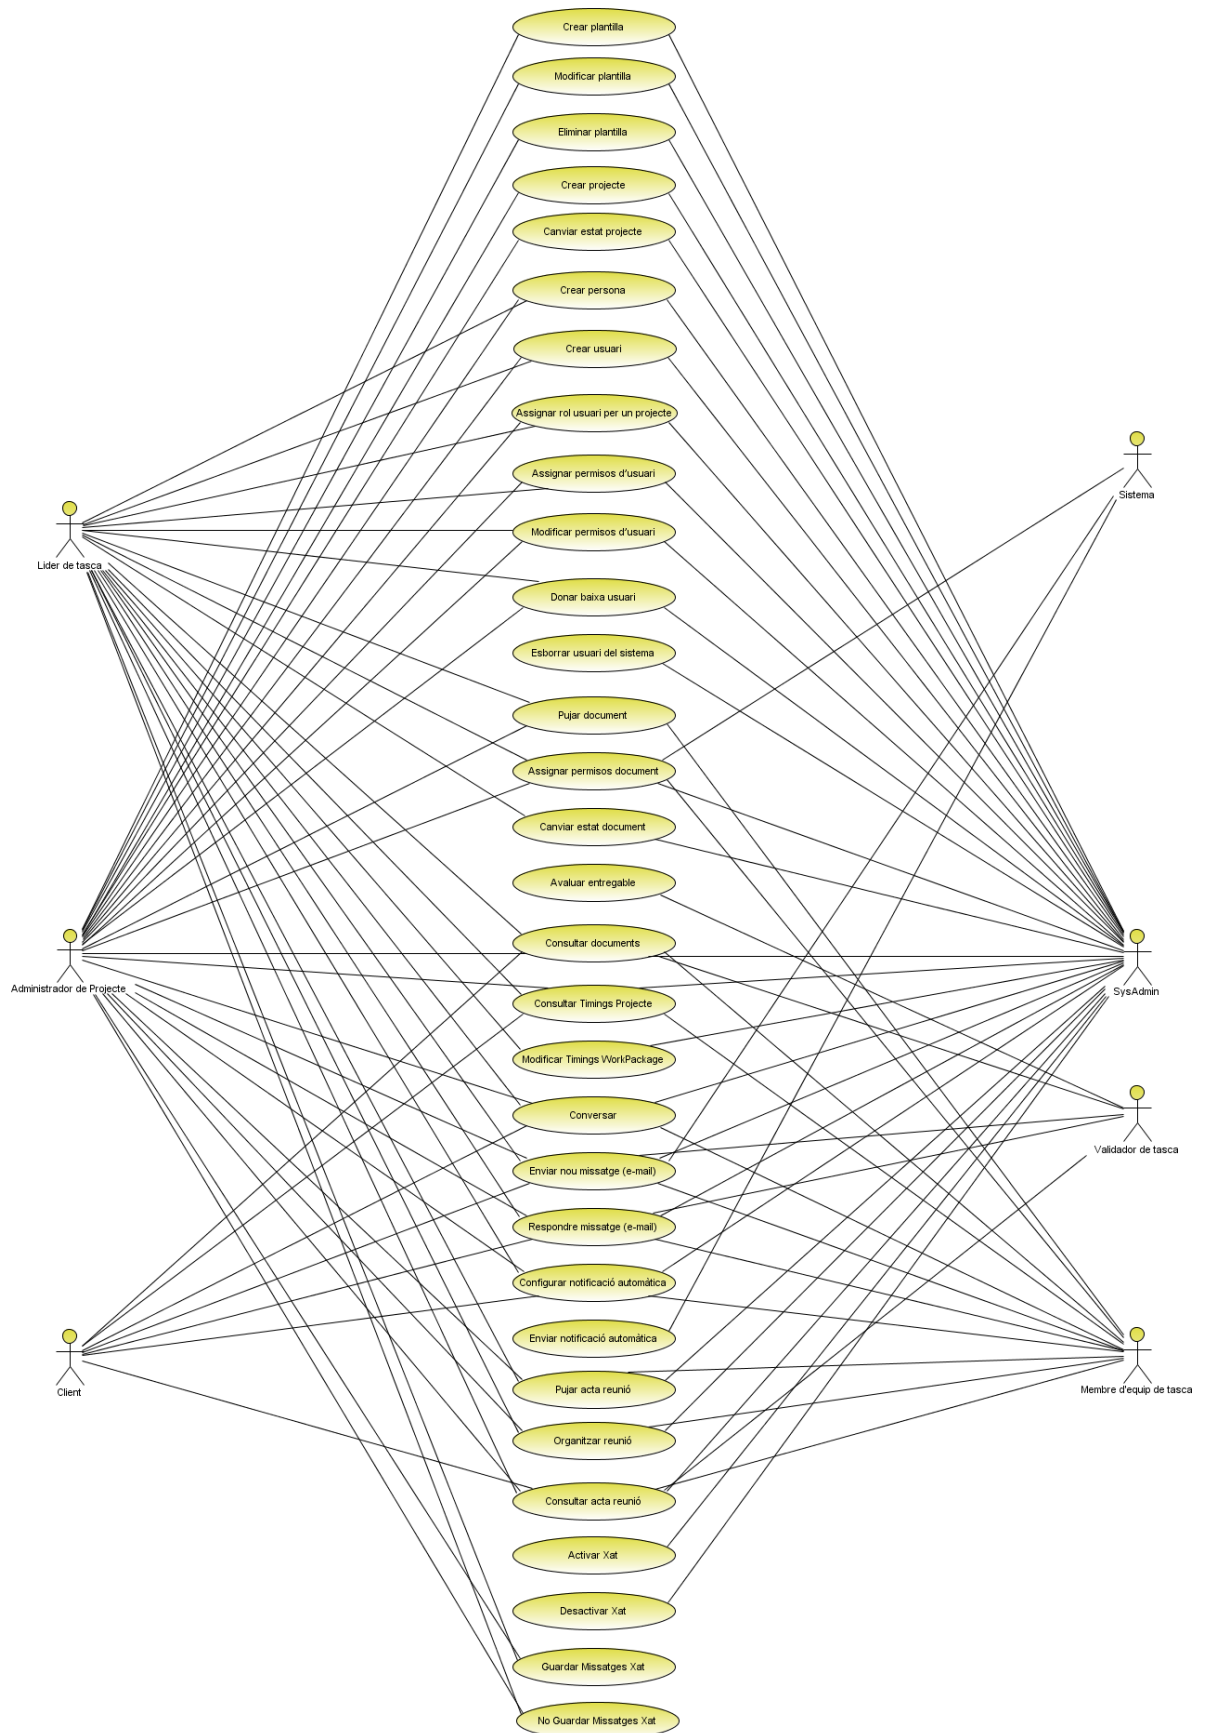 Crear plantilla
Modificar plantilla
Eliminar plantilla
Crear projecte
Canviar estat projecte
Crear persona
Crear usuari
Assignar rol usuari per un projecte
Assignar permisos d'usuari
Sistema
Modificar permisos d'usuari
Lider de tasca
Donar baixa usuari
Esborrar usuari del sistema
Pujar document
Assignar permisos document
Canviar estat document
Avaluar entregable
Consultar documents
Administrador de Projecte
SysAdmin
Consultar Timings Projecte
Modificar Timings WorkPackage
Conversar
Validador de tasca
Enviar nou missatge (e-mail)
Respondre missatge (e-mail)
Configurar notificació automàtica
Enviar notificació automàtica
Client
Membre d'equip de tasca
Pujar acta reunió
Organitzar reunió
Consultar acta reunió
Activar Xat
Desactivar Xat
Guardar Missatges Xat
No Guardar Missatges Xat